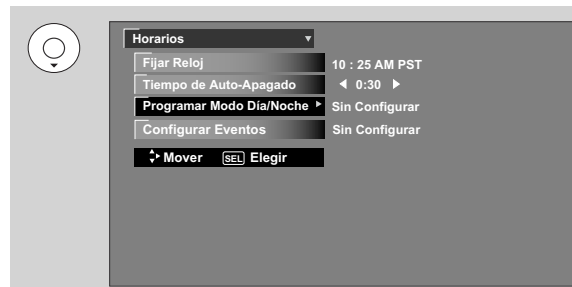 Horarios
Fijar Reloj 10 : 25 AM PST
Tiempo de Auto-Apagado 0:30
Programar Modo Día/Noche Sin Configurar
Configurar Eventos Sin Configurar
Mover SEL Elegir